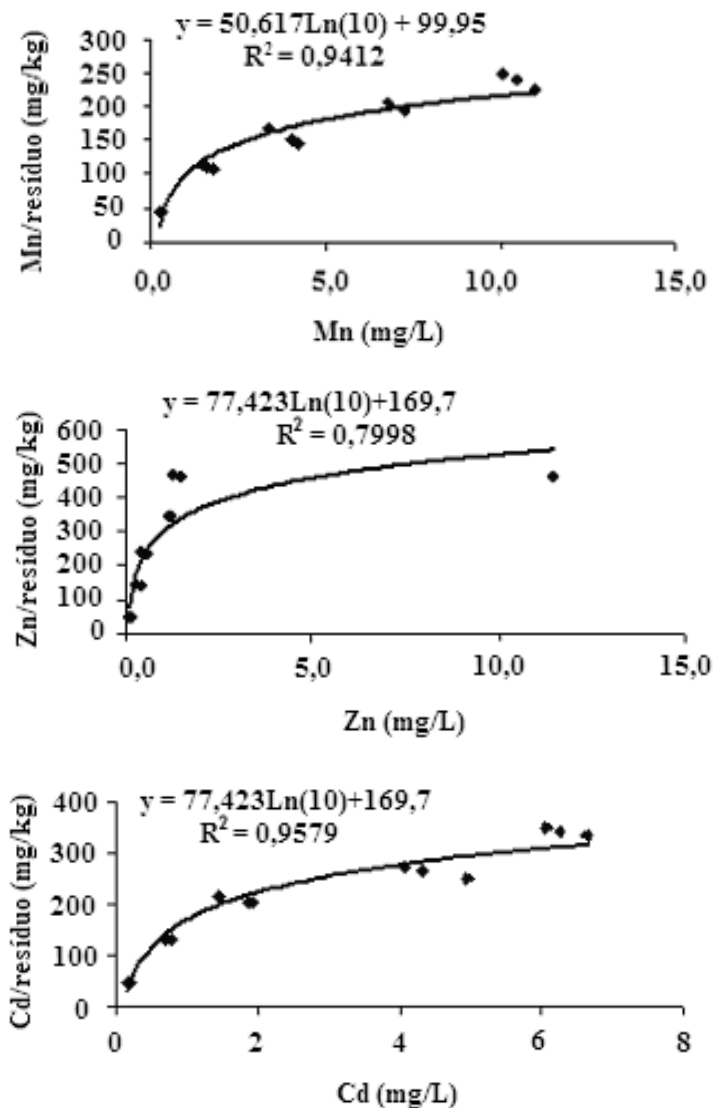 y = 50,617Ln(10) + 99,95
R² = 0,9412
Mn/resíduo (mg/kg)
300
250
200
150
100
50
0
0,0 5,0 10,0 15,0
Mn (mg/L)
y = 77,423Ln(10)+169,7
R² = 0,7998
Zn/resíduo (mg/kg)
600
500
400
300
200
100
0
0,0 5,0 10,0 15,0
Zn (mg/L)
y = 77,423Ln(10)+169,7
R² = 0,9579
Cd/resíduo (mg/kg)
400
300
200
100
0
0 2 4 6 8
Cd (mg/L)